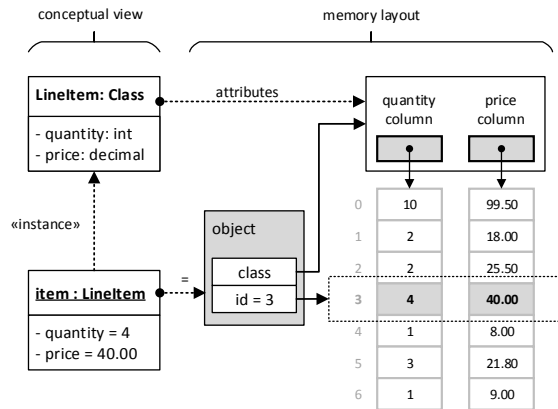 conceptual view
memory layout
LineItem: Class
- quantity: int
- price: decimal
attributes
quantity column
price column
«instance»
object
class
id = 3
=
item : LineItem
- quantity = 4
- price = 40.00
0 10 99.50
1 2 18.00
2 2 25.50
3 4 40.00
4 1 8.00
5 3 21.80
6 1 9.00